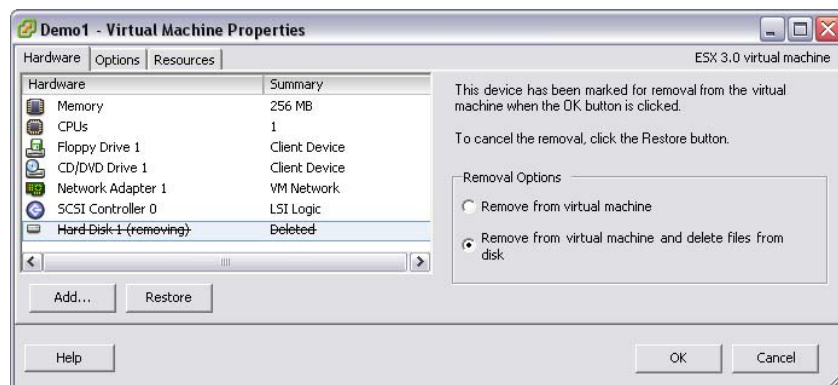 Demo1 - Virtual Machine Properties
Hardware Options Resources
ESX 3.0 virtual machine
Hardware Summary
Memory 256 MB
CPUs 1
Floppy Drive 1 Client Device
CD/DVD Drive 1 Client Device
Network Adapter 1 VM Network
SCSI Controller 0 LSI Logic
Hard Disk 1 (removing) Deleted
Add... Restore
This device has been marked for removal from the virtual
machine when the OK button is clicked.
To cancel the removal, click the Restore button.
Removal Options
Remove from virtual machine
Remove from virtual machine and delete files from
disk
Help OK Cancel